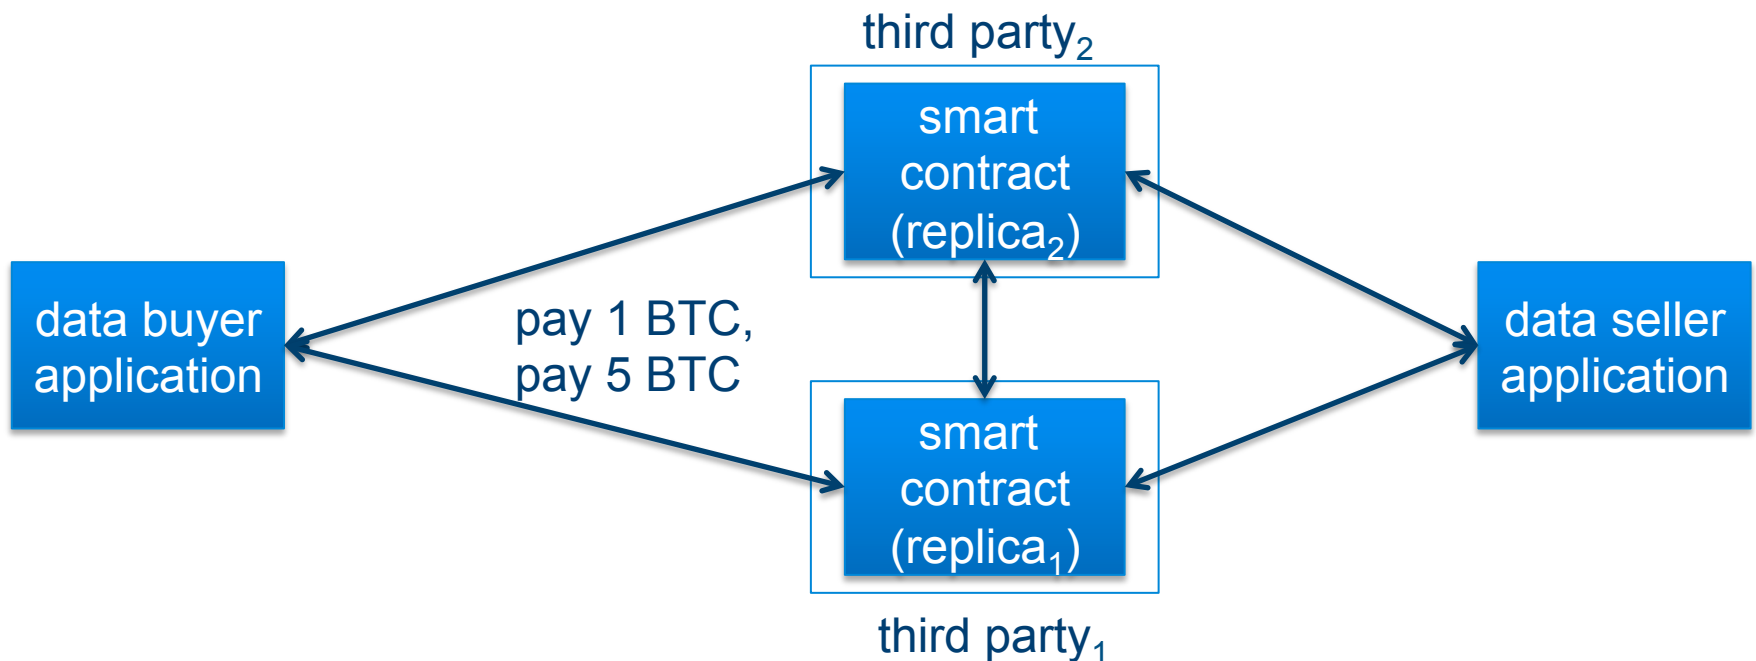 third party₂
smart
contract
(replica₂)
data buyer
application
pay 1 BTC,
pay 5 BTC
data seller
application
smart
contract
(replica₁)
third party₁